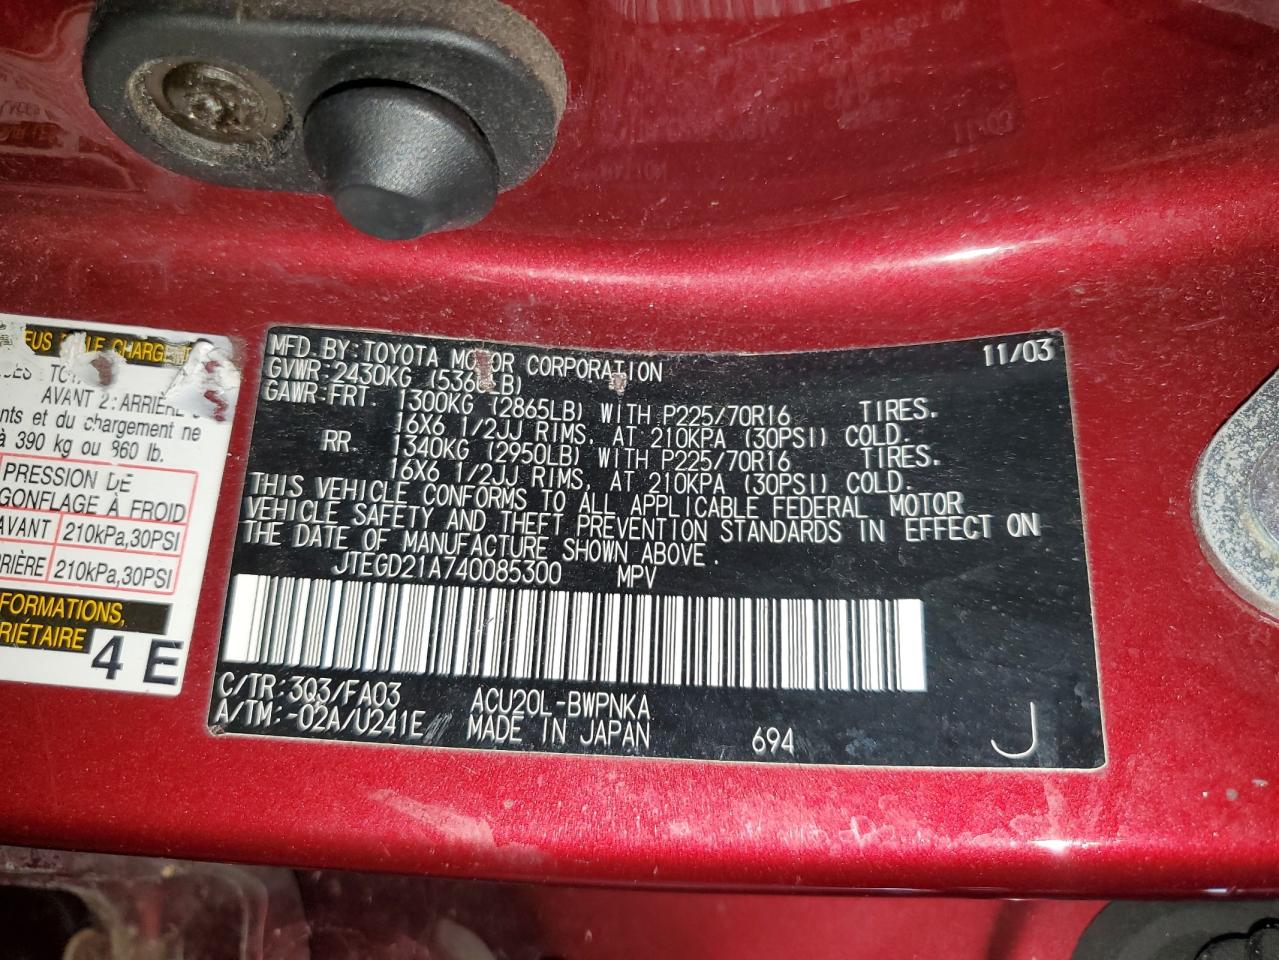 LE CHARGE
AVANT 2: ARRIÈRE
et du chargement ne
à 390 kg ou 860 lb.
PRESSION DE
GONFLAGE À FROID
AVANT 210kPa,30PSI
210kPa,30PSI
4 E
MFD BY:TOYOTA MOTOR CORPORATION 11/03
GVWR:2430KG
GAWR-FRT. 1300KG (2865LB) WITH P225/70R16 TIRES.
16X6 1/2JJ RIMS, AT 210KPA (30PSI) COLD.
RR. 1340KG (2950LB) WITH P225/70R16 TIRES.
16X6 1/2JJ RIMS, AT 210KPA (30PSI) COLD.
THIS VEHICLE CONFORMS TO ALL APPLICABLE FEDERAL MOTOR
VEHICLE SAFETY AND THEFT PREVENTION STANDARDS IN EFFECT ON
THE DATE OF MANUFACTURE SHOWN ABOVE.
JTEGD21A740085300 MPV
C/TR:3Q3/FA03 ACU20L-BWPNKA
A/TM:-02A/U241E MADE IN JAPAN 694 J